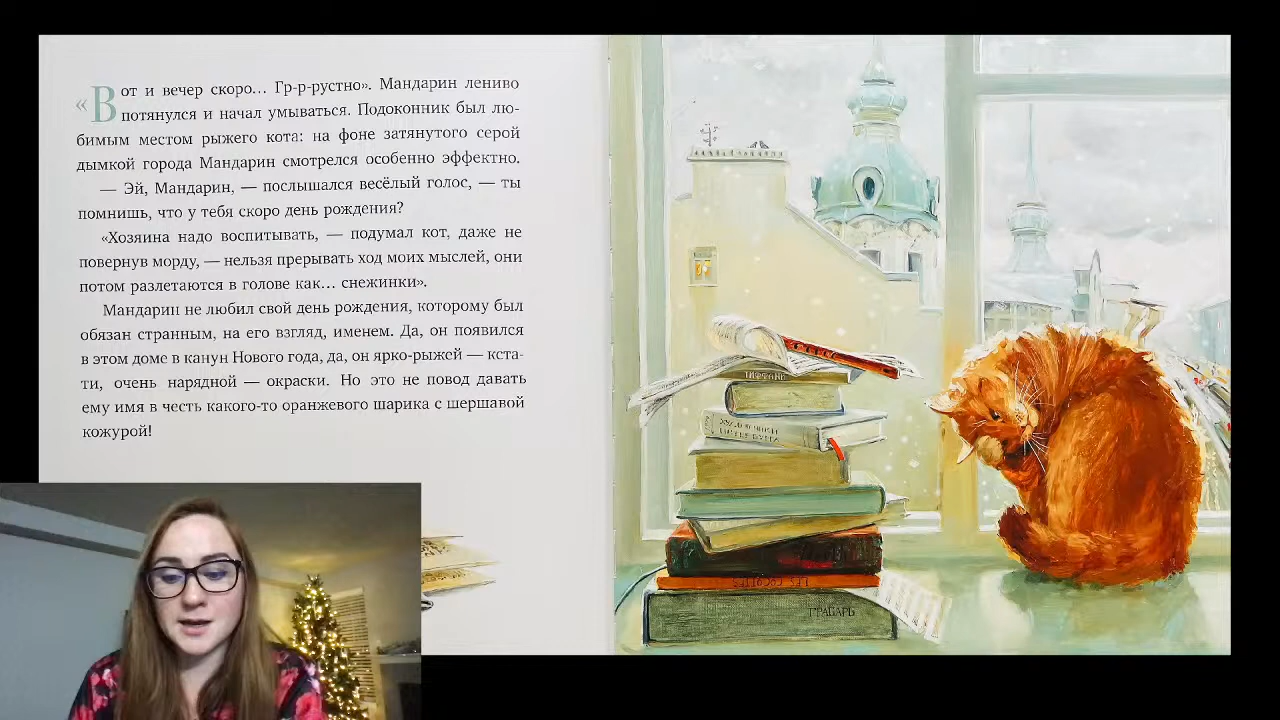 «Вот и вечер скоро... Гр-р-рустно». Мандарин лениво
потянулся и начал умываться. Подоконник был лю-
бимым местом рыжего кота: на фоне затянутого серой
дымкой города Мандарин смотрелся особенно эффектно.
— Эй, Мандарин, — послышался весёлый голос, — ты
помнишь, что у тебя скоро день рождения?
«Хозяина надо воспитывать, — подумал кот, даже не
повернув морду, — нельзя прерывать ход моих мыслей, они
потом разлетаются в голове как... снежинки».
Мандарин не любил свой день рождения, которому был
обязан странным, на его взгляд, именем. Да, он появился
в этом доме в канун Нового года, да, он ярко-рыжей — кста-
ти, очень нарядной — окраски. Но это не повод давать
ему имя в честь какого-то оранжевого шарика с шершавой
кожурой!
ТИФФАНИ
ГРАБАРЬ